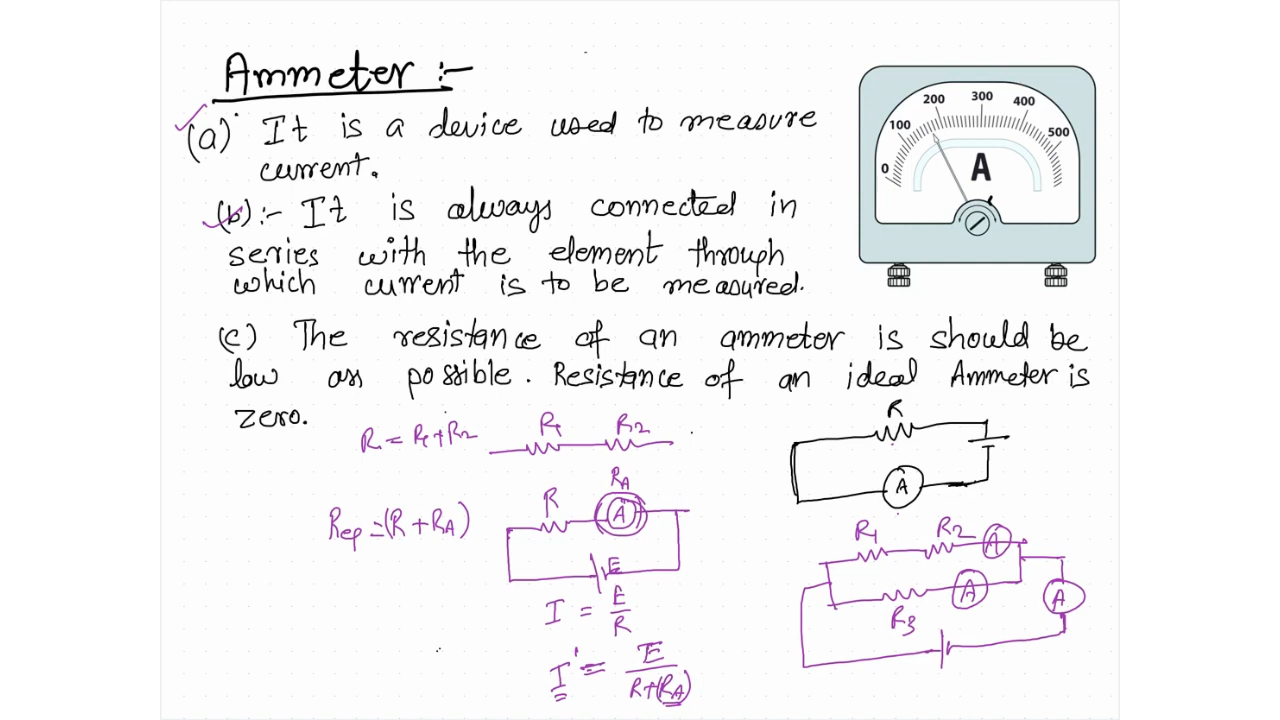 Ammeter :-
(a) It is a device used to measure
current.
(b) :- It is always connected in
series with the element through
which current is to be measured.
(c) The resistance of an ammeter is should be
low as possible. Resistance of an ideal Ammeter is
zero.
0 100 200 300 400 500
A
R = R1+R2
R1 R2
R
A
R RA
A
E
Rep = (R+RA)
I = E/R
I' = E/R+(RA)
R1 R2 A
R3 A
A